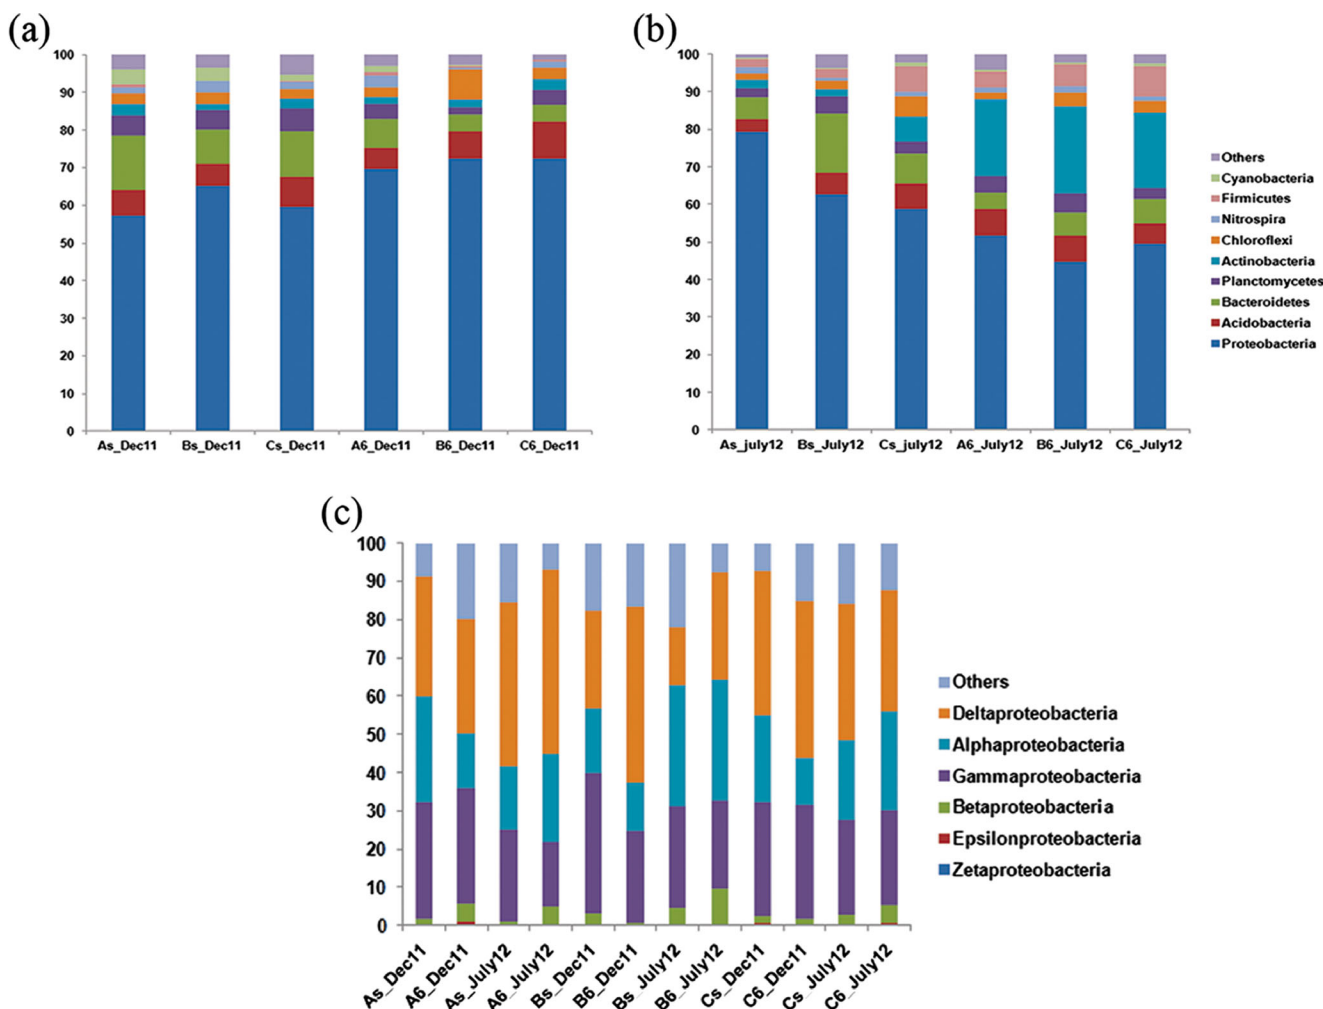 (a)
100
90
80
70
60
50
40
30
20
10
0
As_Dec11 Bs_Dec11 Cs_Dec11 A6_Dec11 B6_Dec11 C6_Dec11
(b)
100
90
80
70
60
50
40
30
20
10
0
As_july12 Bs_July12 Cs_july12 A6_July12 B6_July12 C6_July12
Others
Cyanobacteria
Firmicutes
Nitrospira
Chloroflexi
Actinobacteria
Planctomycetes
Bacteroidetes
Acidobacteria
Proteobacteria
(c)
100
90
80
70
60
50
40
30
20
10
0
As_Dec11 A6_Dec11 As_July12 A6_July12 Bs_Dec11 B6_Dec11 Bs_July12 B6_July12 Cs_Dec11 C6_Dec11 Cs_July12 C6_July12
Others
Deltaproteobacteria
Alphaproteobacteria
Gammaproteobacteria
Betaproteobacteria
Epsilonproteobacteria
Zetaproteobacteria